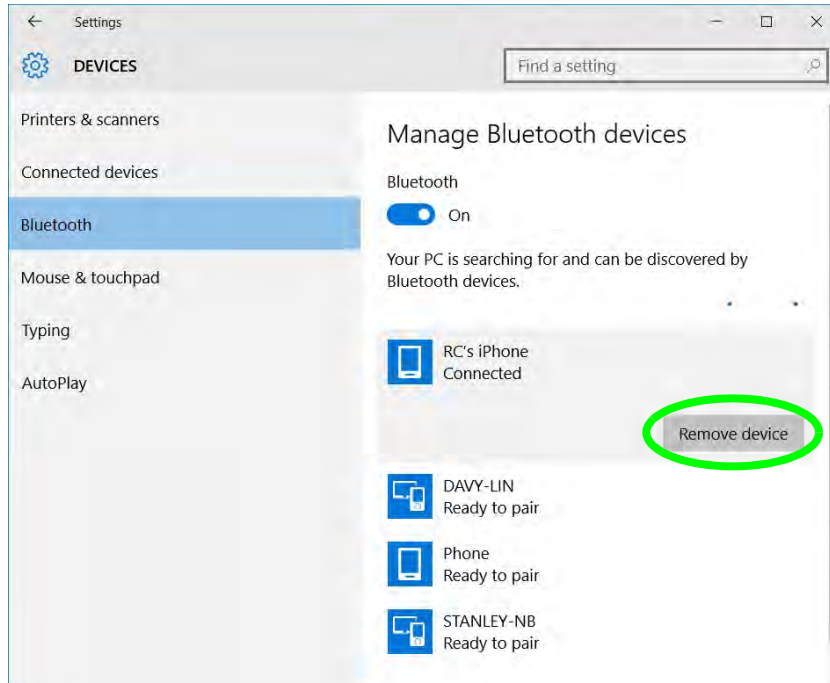 Settings
DEVICES
Find a setting
Printers & scanners
Connected devices
Bluetooth
Mouse & touchpad
Typing
AutoPlay
Manage Bluetooth devices
Bluetooth
On
Your PC is searching for and can be discovered by
Bluetooth devices.
RC's iPhone
Connected
Remove device
DAVY-LIN
Ready to pair
Phone
Ready to pair
STANLEY-NB
Ready to pair